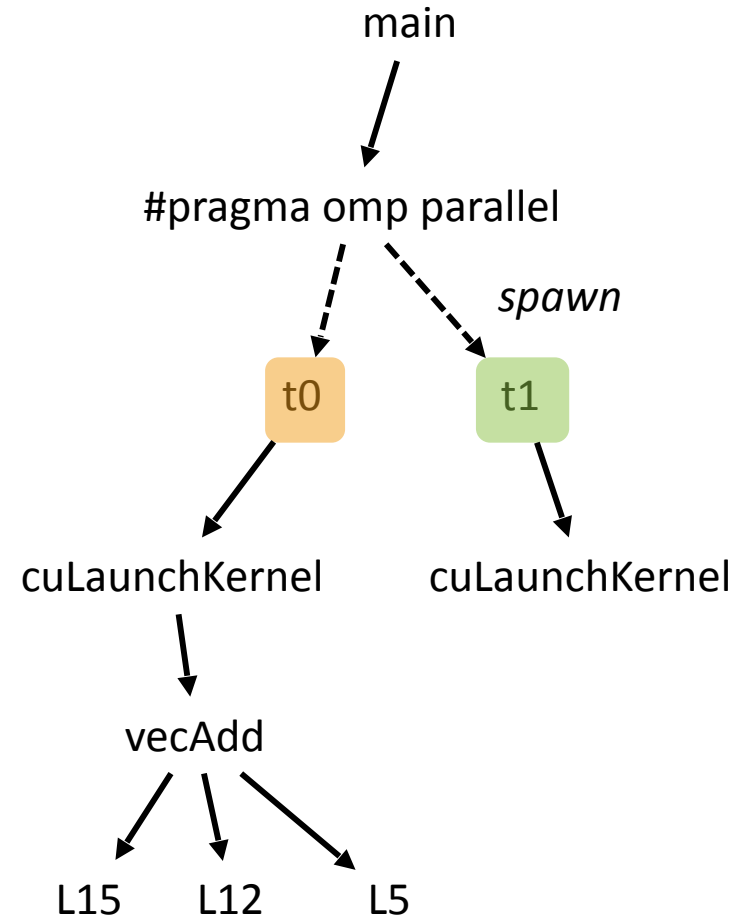 main
#pragma omp parallel
spawn
t0
t1
cuLaunchKernel
cuLaunchKernel
vecAdd
L15
L12
L5